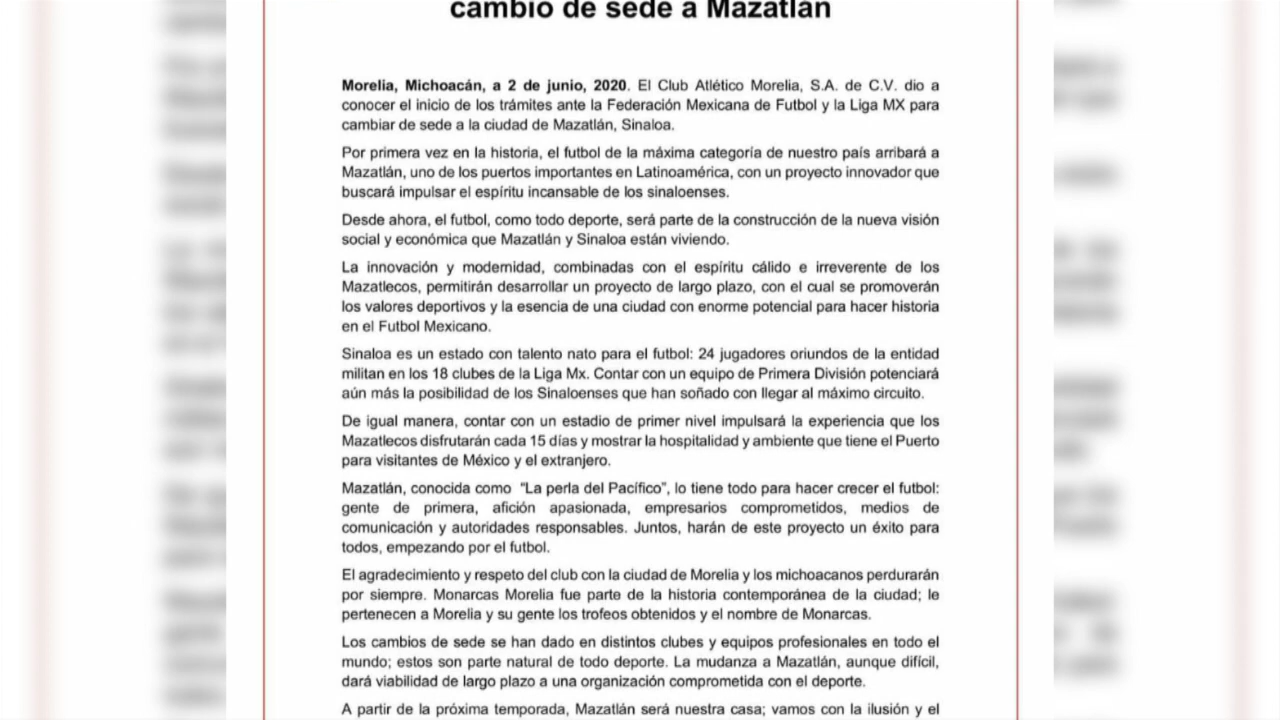 cambio de sede a Mazatlán
Morelia, Michoacán, a 2 de junio, 2020. El Club Atlético Morelia, S.A. de C.V. dio a
conocer el inicio de los trámites ante la Federación Mexicana de Futbol y la Liga MX para
cambiar de sede a la ciudad de Mazatlán, Sinaloa.
Por primera vez en la historia, el futbol de la máxima categoría de nuestro país arribará a
Mazatlán, uno de los puertos importantes en Latinoamérica, con un proyecto innovador que
buscará impulsar el espíritu incansable de los sinaloenses.
Desde ahora, el futbol, como todo deporte, será parte de la construcción de la nueva visión
social y económica que Mazatlán y Sinaloa están viviendo.
La innovación y modernidad, combinadas con el espíritu cálido e irreverente de los
Mazatlecos, permitirán desarrollar un proyecto de largo plazo, con el cual se promoverán
los valores deportivos y la esencia de una ciudad con enorme potencial para hacer historia
en el Futbol Mexicano.
Sinaloa es un estado con talento nato para el futbol: 24 jugadores oriundos de la entidad
militan en los 18 clubes de la Liga Mx. Contar con un equipo de Primera División potenciará
aún más la posibilidad de los Sinaloenses que han soñado con llegar al máximo circuito.
De igual manera, contar con un estadio de primer nivel impulsará la experiencia que los
Mazatlecos disfrutarán cada 15 días y mostrar la hospitalidad y ambiente que tiene el Puerto
para visitantes de México y el extranjero.
Mazatlán, conocida como “La perla del Pacífico”, lo tiene todo para hacer crecer el futbol:
gente de primera, afición apasionada, empresarios comprometidos, medios de
comunicación y autoridades responsables. Juntos, harán de este proyecto un éxito para
todos, empezando por el futbol.
El agradecimiento y respeto del club con la ciudad de Morelia y los michoacanos perdurarán
por siempre. Monarcas Morelia fue parte de la historia contemporánea de la ciudad; le
pertenecen a Morelia y su gente los trofeos obtenidos y el nombre de Monarcas.
Los cambios de sede se han dado en distintos clubes y equipos profesionales en todo el
mundo; estos son parte natural de todo deporte. La mudanza a Mazatlán, aunque difícil,
dará viabilidad de largo plazo a una organización comprometida con el deporte.
A partir de la próxima temporada, Mazatlán será nuestra casa; vamos con la ilusión y el